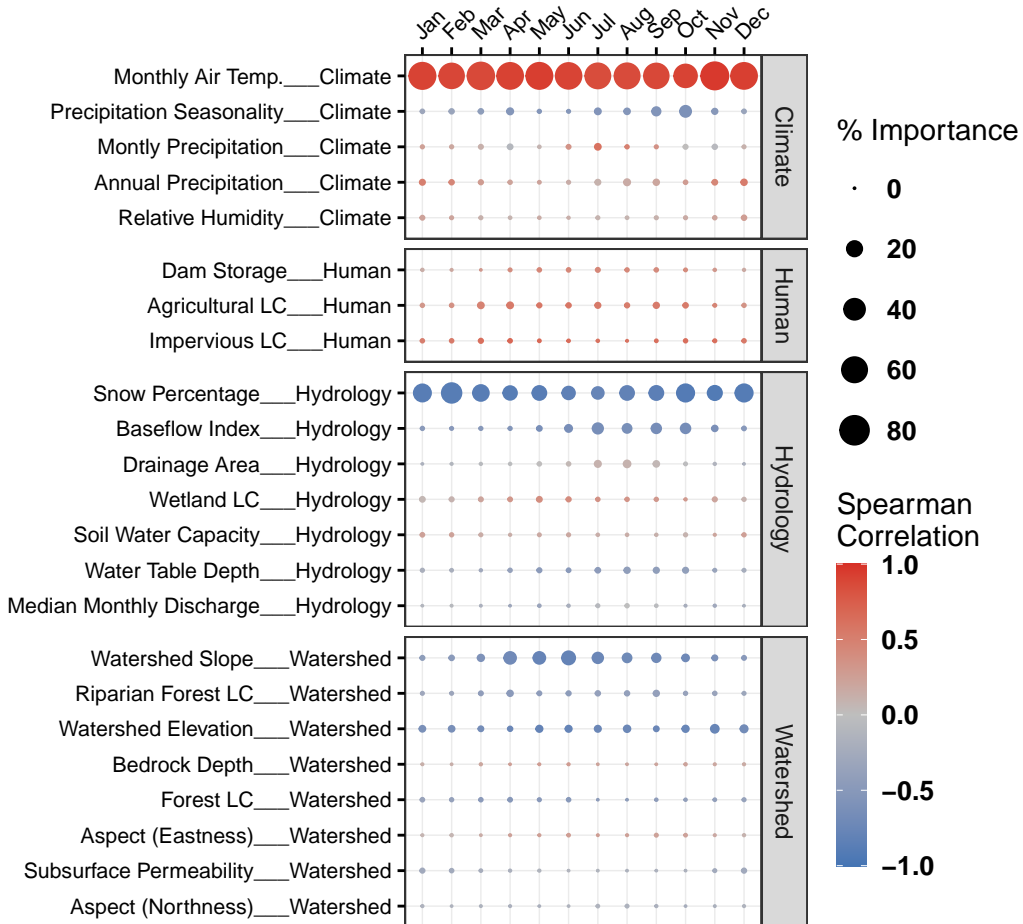 Jan Feb Mar Apr May Jun Jul Aug Sep Oct Nov Dec
Monthly Air Temp.___Climate
Precipitation Seasonality___Climate
Montly Precipitation___Climate
Annual Precipitation___Climate
Relative Humidity___Climate
Climate
Dam Storage___Human
Agricultural LC___Human
Impervious LC___Human
Human
Snow Percentage___Hydrology
Baseflow Index___Hydrology
Drainage Area___Hydrology
Wetland LC___Hydrology
Soil Water Capacity___Hydrology
Water Table Depth___Hydrology
Median Monthly Discharge___Hydrology
Hydrology
Watershed Slope___Watershed
Riparian Forest LC___Watershed
Watershed Elevation___Watershed
Bedrock Depth___Watershed
Forest LC___Watershed
Aspect (Eastness)___Watershed
Subsurface Permeability___Watershed
Aspect (Northness)___Watershed
Watershed
% Importance
0
20
40
60
80
Spearman
Correlation
1.0
0.5
0.0
−0.5
−1.0